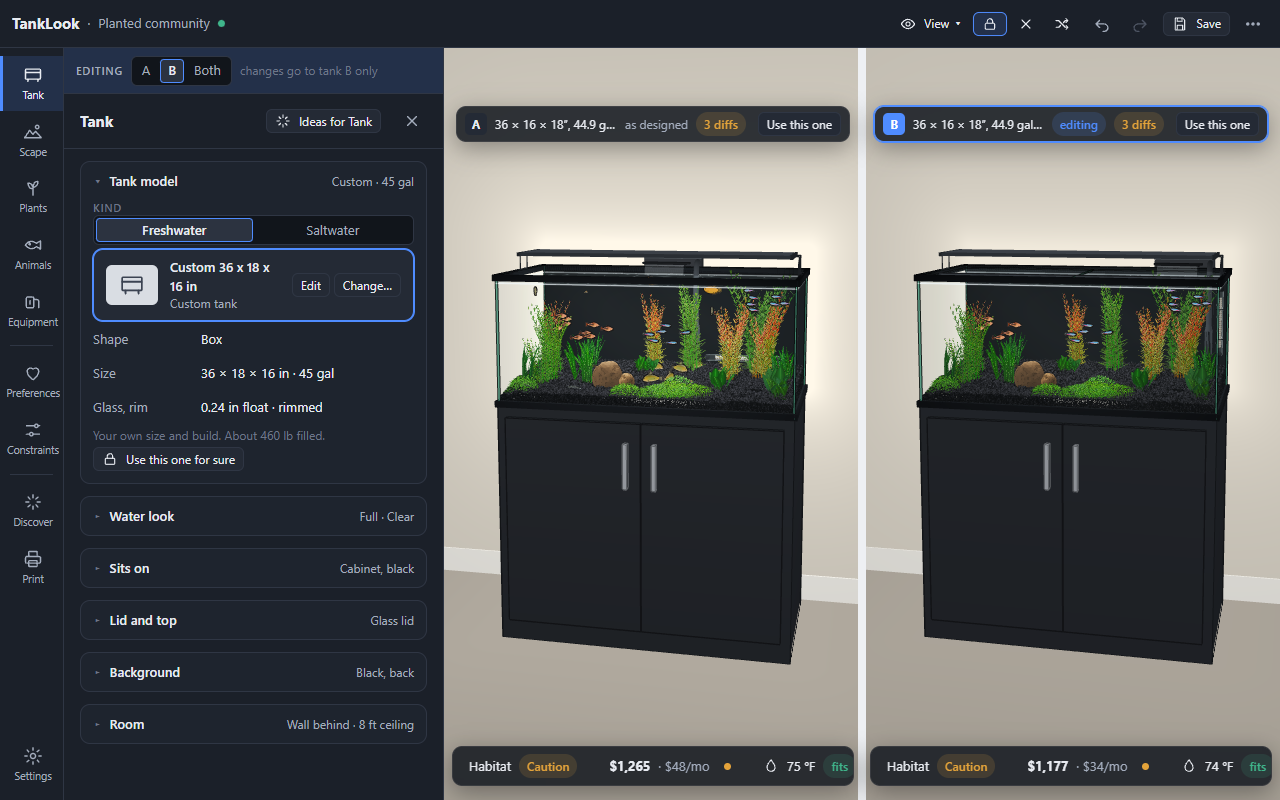 TankLook · Planted community
View
Save
Tank
Scape
Plants
Animals
Equipment
Preferences
Constraints
Discover
Print
Settings
EDITING A B Both changes go to tank B only
Tank
Ideas for Tank
Tank model Custom · 45 gal
KIND
Freshwater Saltwater
Custom 36 x 18 x
16 in
Custom tank
Edit Change...
Shape Box
Size 36 × 18 × 16 in · 45 gal
Glass, rim 0.24 in float · rimmed
Your own size and build. About 460 lb filled.
Use this one for sure
Water look Full · Clear
Sits on Cabinet, black
Lid and top Glass lid
Background Black, back
Room Wall behind · 8 ft ceiling
A 36 × 16 × 18″, 44.9 g... as designed 3 diffs Use this one
B 36 × 16 × 18″, 44.9 gal... editing 3 diffs Use this one
Habitat Caution $1,265 · $48/mo 75 °F fits
Habitat Caution $1,177 · $34/mo 74 °F fits